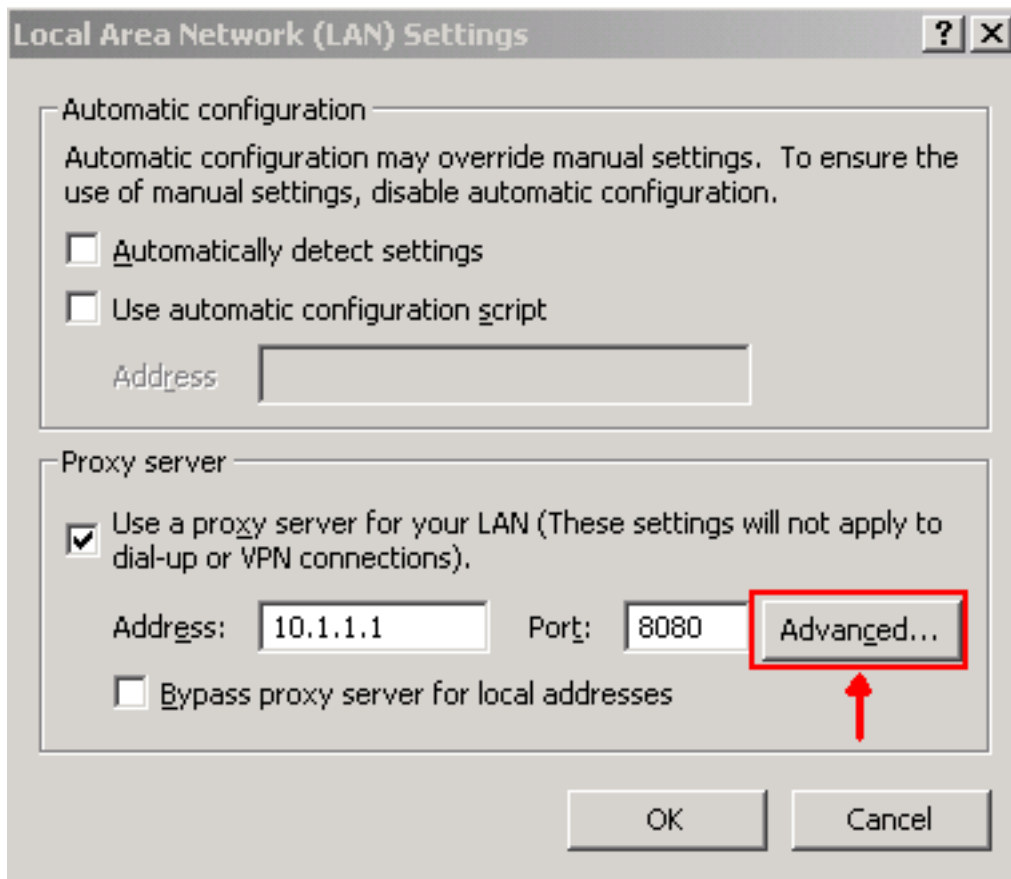 Local Area Network (LAN) Settings
Automatic configuration
Automatic configuration may override manual settings. To ensure the
use of manual settings, disable automatic configuration.
Automatically detect settings
Use automatic configuration script
Address
Proxy server
Use a proxy server for your LAN (These settings will not apply to
dial-up or VPN connections).
Address: 10.1.1.1 Port: 8080 Advanced...
Bypass proxy server for local addresses
OK Cancel